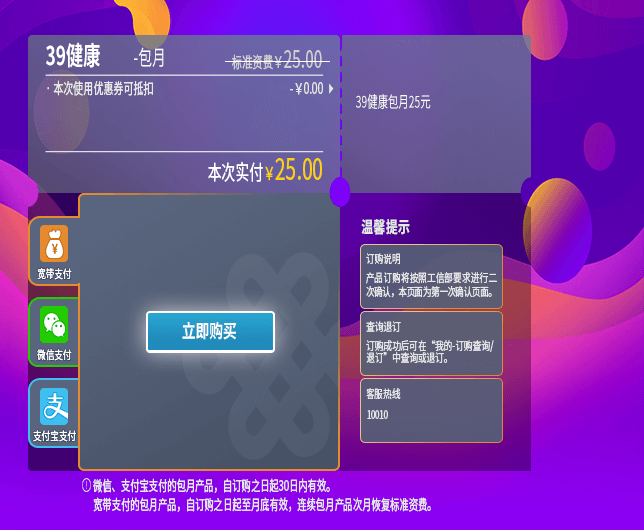 39健康 -包月 标准资费¥25.00
· 本次使用优惠券可抵扣 -¥0.00
本次实付¥25.00
39健康包月25元
宽带支付
微信支付
支付宝支付
立即购买
温馨提示
订购说明
产品订购将按照工信部要求进行二
次确认，本页面为第一次确认页面。
查询退订
订购成功后可在“我的-订购查询/
退订”中查询或退订。
客服热线
10010
① 微信、支付宝支付的包月产品，自订购之日起30日内有效。
宽带支付的包月产品，自订购之日起至月底有效，连续包月产品次月恢复标准资费。